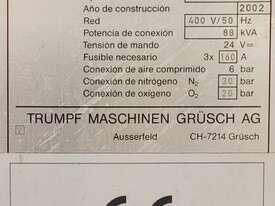 Año de construcción 2002
Red 400 V/50 Hz
Potencia de conexión 88 kVA
Tensión de mando 24 V
Fusible necesario 3x 160 A
Conexión de aire comprimido 6 bar
Conexión de nitrógeno N₂ 30 bar
Conexión de oxígeno O₂ 20 bar
TRUMPF MASCHINEN GRÜSCH AG
Ausserfeld CH-7214 Grüsch
CE